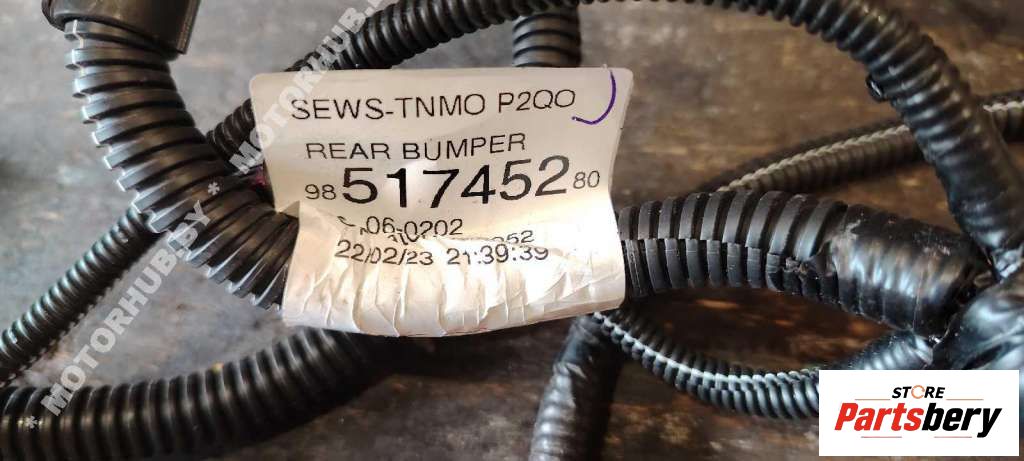 SEWS-TNMO P2QO
REAR BUMPER
98 517452 80
06-0202
22/02/23 21:39:39
* MOTORHUB.BY * MOTORHUB.
STORE
Partsbery